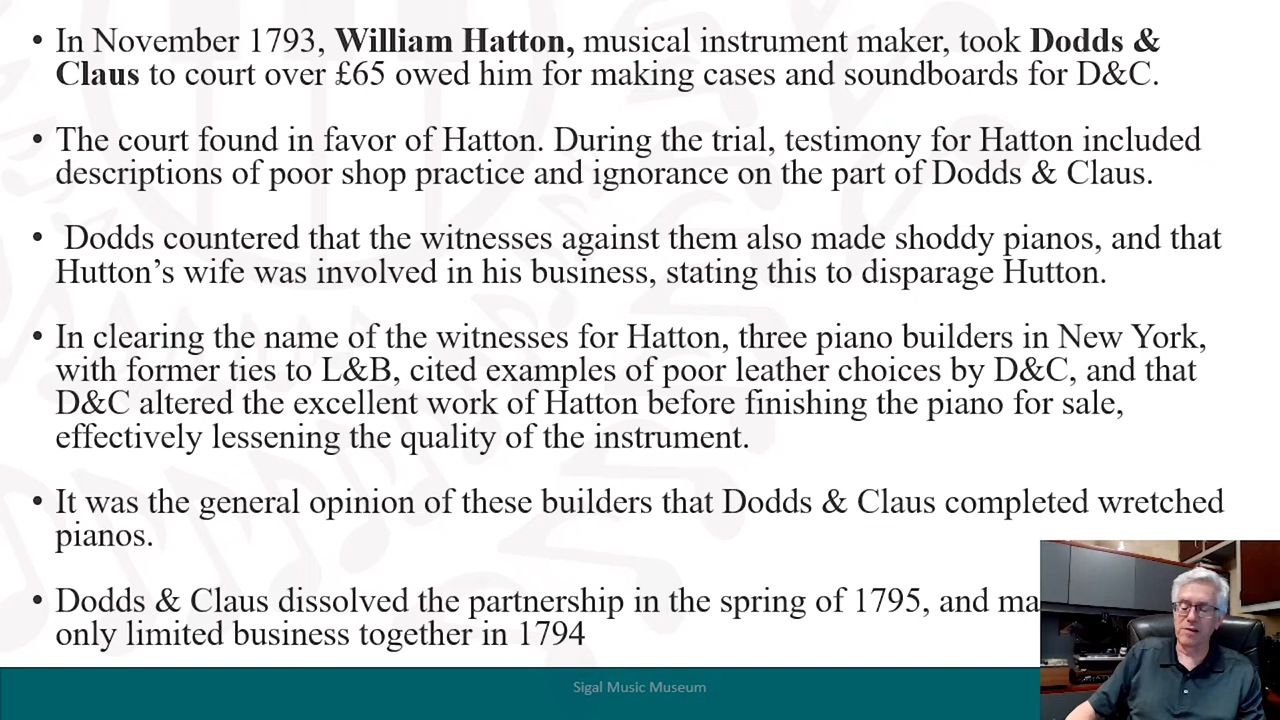 • In November 1793, William Hatton, musical instrument maker, took Dodds &
Claus to court over £65 owed him for making cases and soundboards for D&C.
• The court found in favor of Hatton. During the trial, testimony for Hatton included
descriptions of poor shop practice and ignorance on the part of Dodds & Claus.
• Dodds countered that the witnesses against them also made shoddy pianos, and that
Hutton’s wife was involved in his business, stating this to disparage Hutton.
• In clearing the name of the witnesses for Hatton, three piano builders in New York,
with former ties to L&B, cited examples of poor leather choices by D&C, and that
D&C altered the excellent work of Hatton before finishing the piano for sale,
effectively lessening the quality of the instrument.
• It was the general opinion of these builders that Dodds & Claus completed wretched
pianos.
• Dodds & Claus dissolved the partnership in the spring of 1795, and
only limited business together in 1794
Sigal Music Museum